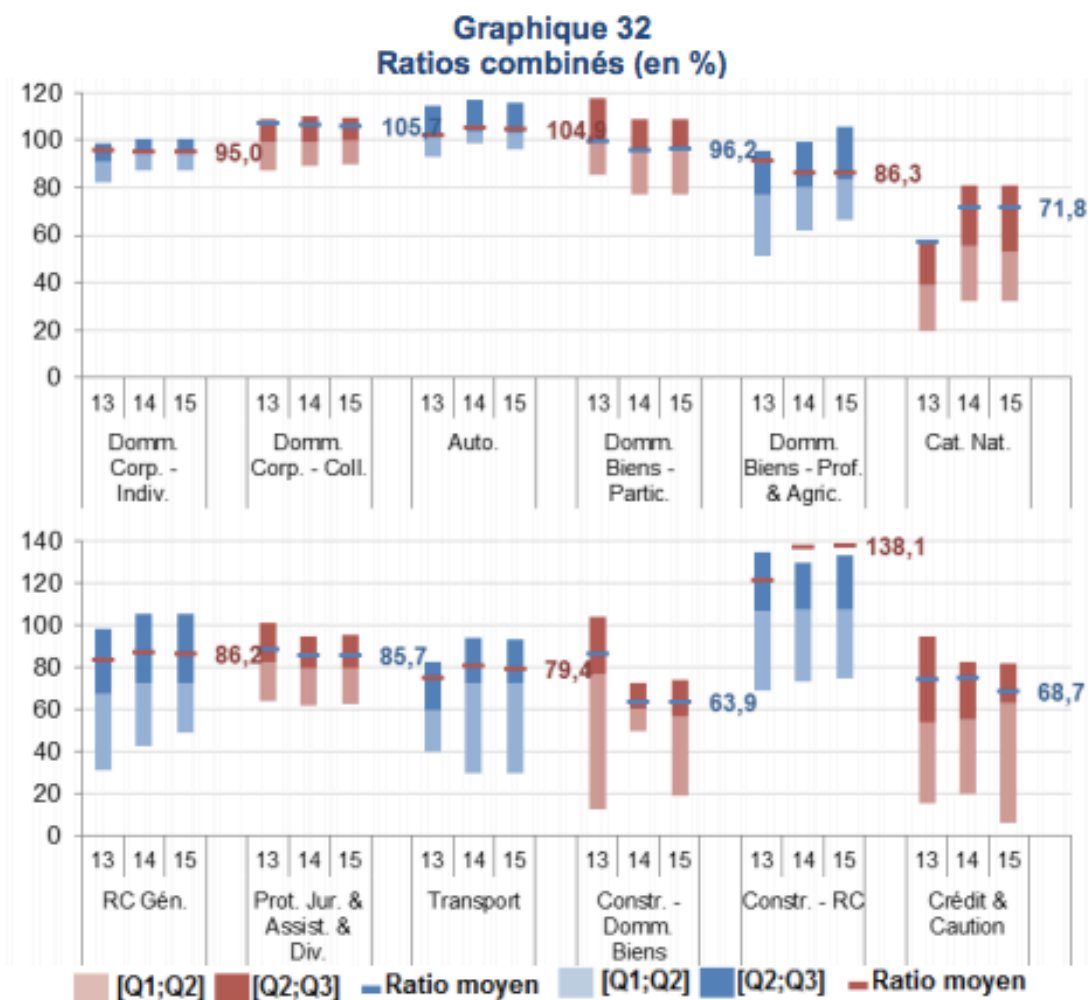 Graphique 32
Ratios combinés (en %)
120
100
80
60
40
20
0
95,0
105,7
104,9
96,2
86,3
71,8
13 14 15 13 14 15 13 14 15 13 14 15 13 14 15 13 14 15
Domm. Corp. - Indiv.
Domm. Corp. - Coll.
Auto.
Domm. Biens - Partic.
Domm. Biens - Prof. & Agric.
Cat. Nat.
140
120
100
80
60
40
20
0
86,2
85,7
79,4
63,9
138,1
68,7
13 14 15 13 14 15 13 14 15 13 14 15 13 14 15 13 14 15
RC Gén.
Prot. Jur. & Assist. & Div.
Transport
Constr. - Domm. Biens
Constr. - RC
Crédit & Caution
[Q1;Q2] [Q2;Q3] Ratio moyen [Q1;Q2] [Q2;Q3] Ratio moyen